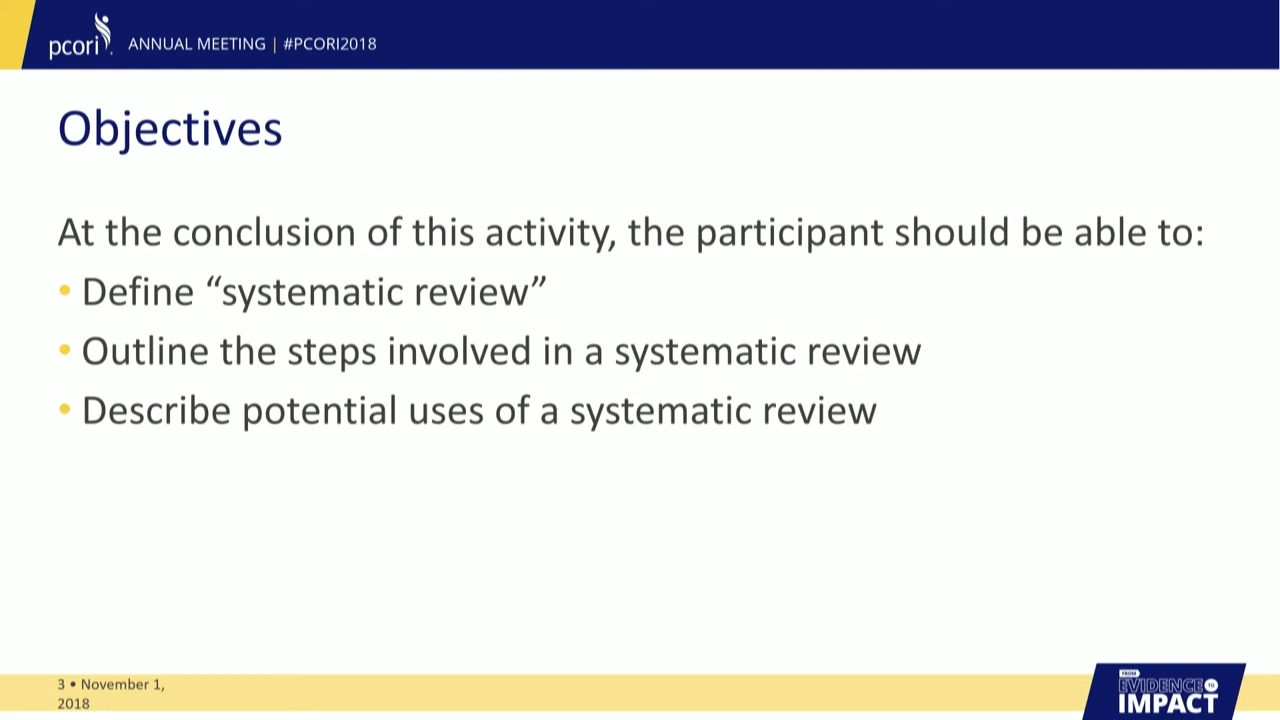 pcori ANNUAL MEETING | #PCORI2018
Objectives
At the conclusion of this activity, the participant should be able to:
• Define “systematic review”
• Outline the steps involved in a systematic review
• Describe potential uses of a systematic review
3 • November 1,
2018
FROM
EVIDENCE TO
IMPACT